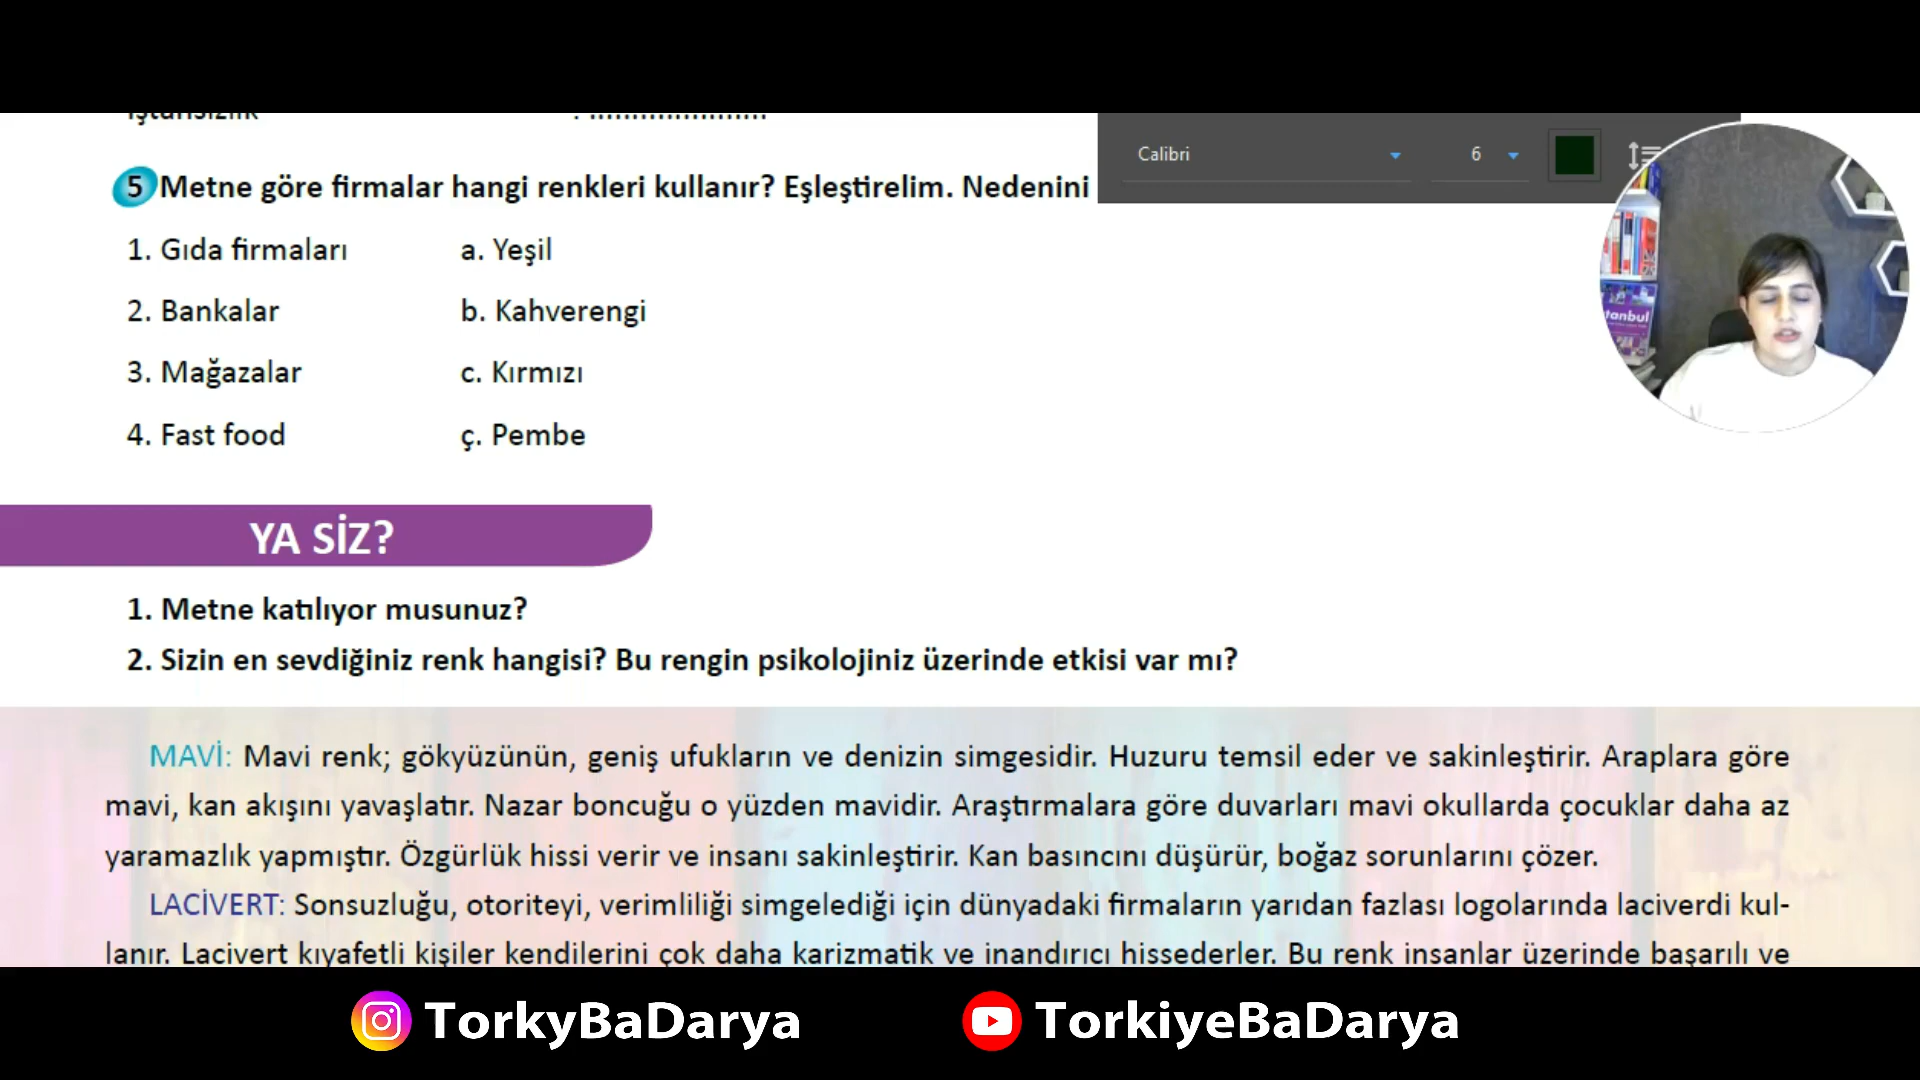 iştahsızlık : ......................
Calibri 6
5 Metne göre firmalar hangi renkleri kullanır? Eşleştirelim. Nedenini
1. Gıda firmaları a. Yeşil
2. Bankalar b. Kahverengi
3. Mağazalar c. Kırmızı
4. Fast food ç. Pembe
tanbul
YA SİZ?
1. Metne katılıyor musunuz?
2. Sizin en sevdiğiniz renk hangisi? Bu rengin psikolojiniz üzerinde etkisi var mı?
MAVİ: Mavi renk; gökyüzünün, geniş ufukların ve denizin simgesidir. Huzuru temsil eder ve sakinleştirir. Araplara göre
mavi, kan akışını yavaşlatır. Nazar boncuğu o yüzden mavidir. Araştırmalara göre duvarları mavi okullarda çocuklar daha az
yaramazlık yapmıştır. Özgürlük hissi verir ve insanı sakinleştirir. Kan basıncını düşürür, boğaz sorunlarını çözer.
LACİVERT: Sonsuzluğu, otoriteyi, verimliliği simgelediği için dünyadaki firmaların yarıdan fazlası logolarında laciverdi kul-
lanır. Lacivert kıyafetli kişiler kendilerini çok daha karizmatik ve inandırıcı hissederler. Bu renk insanlar üzerinde başarılı ve
TorkyBaDarya TorkiyeBaDarya